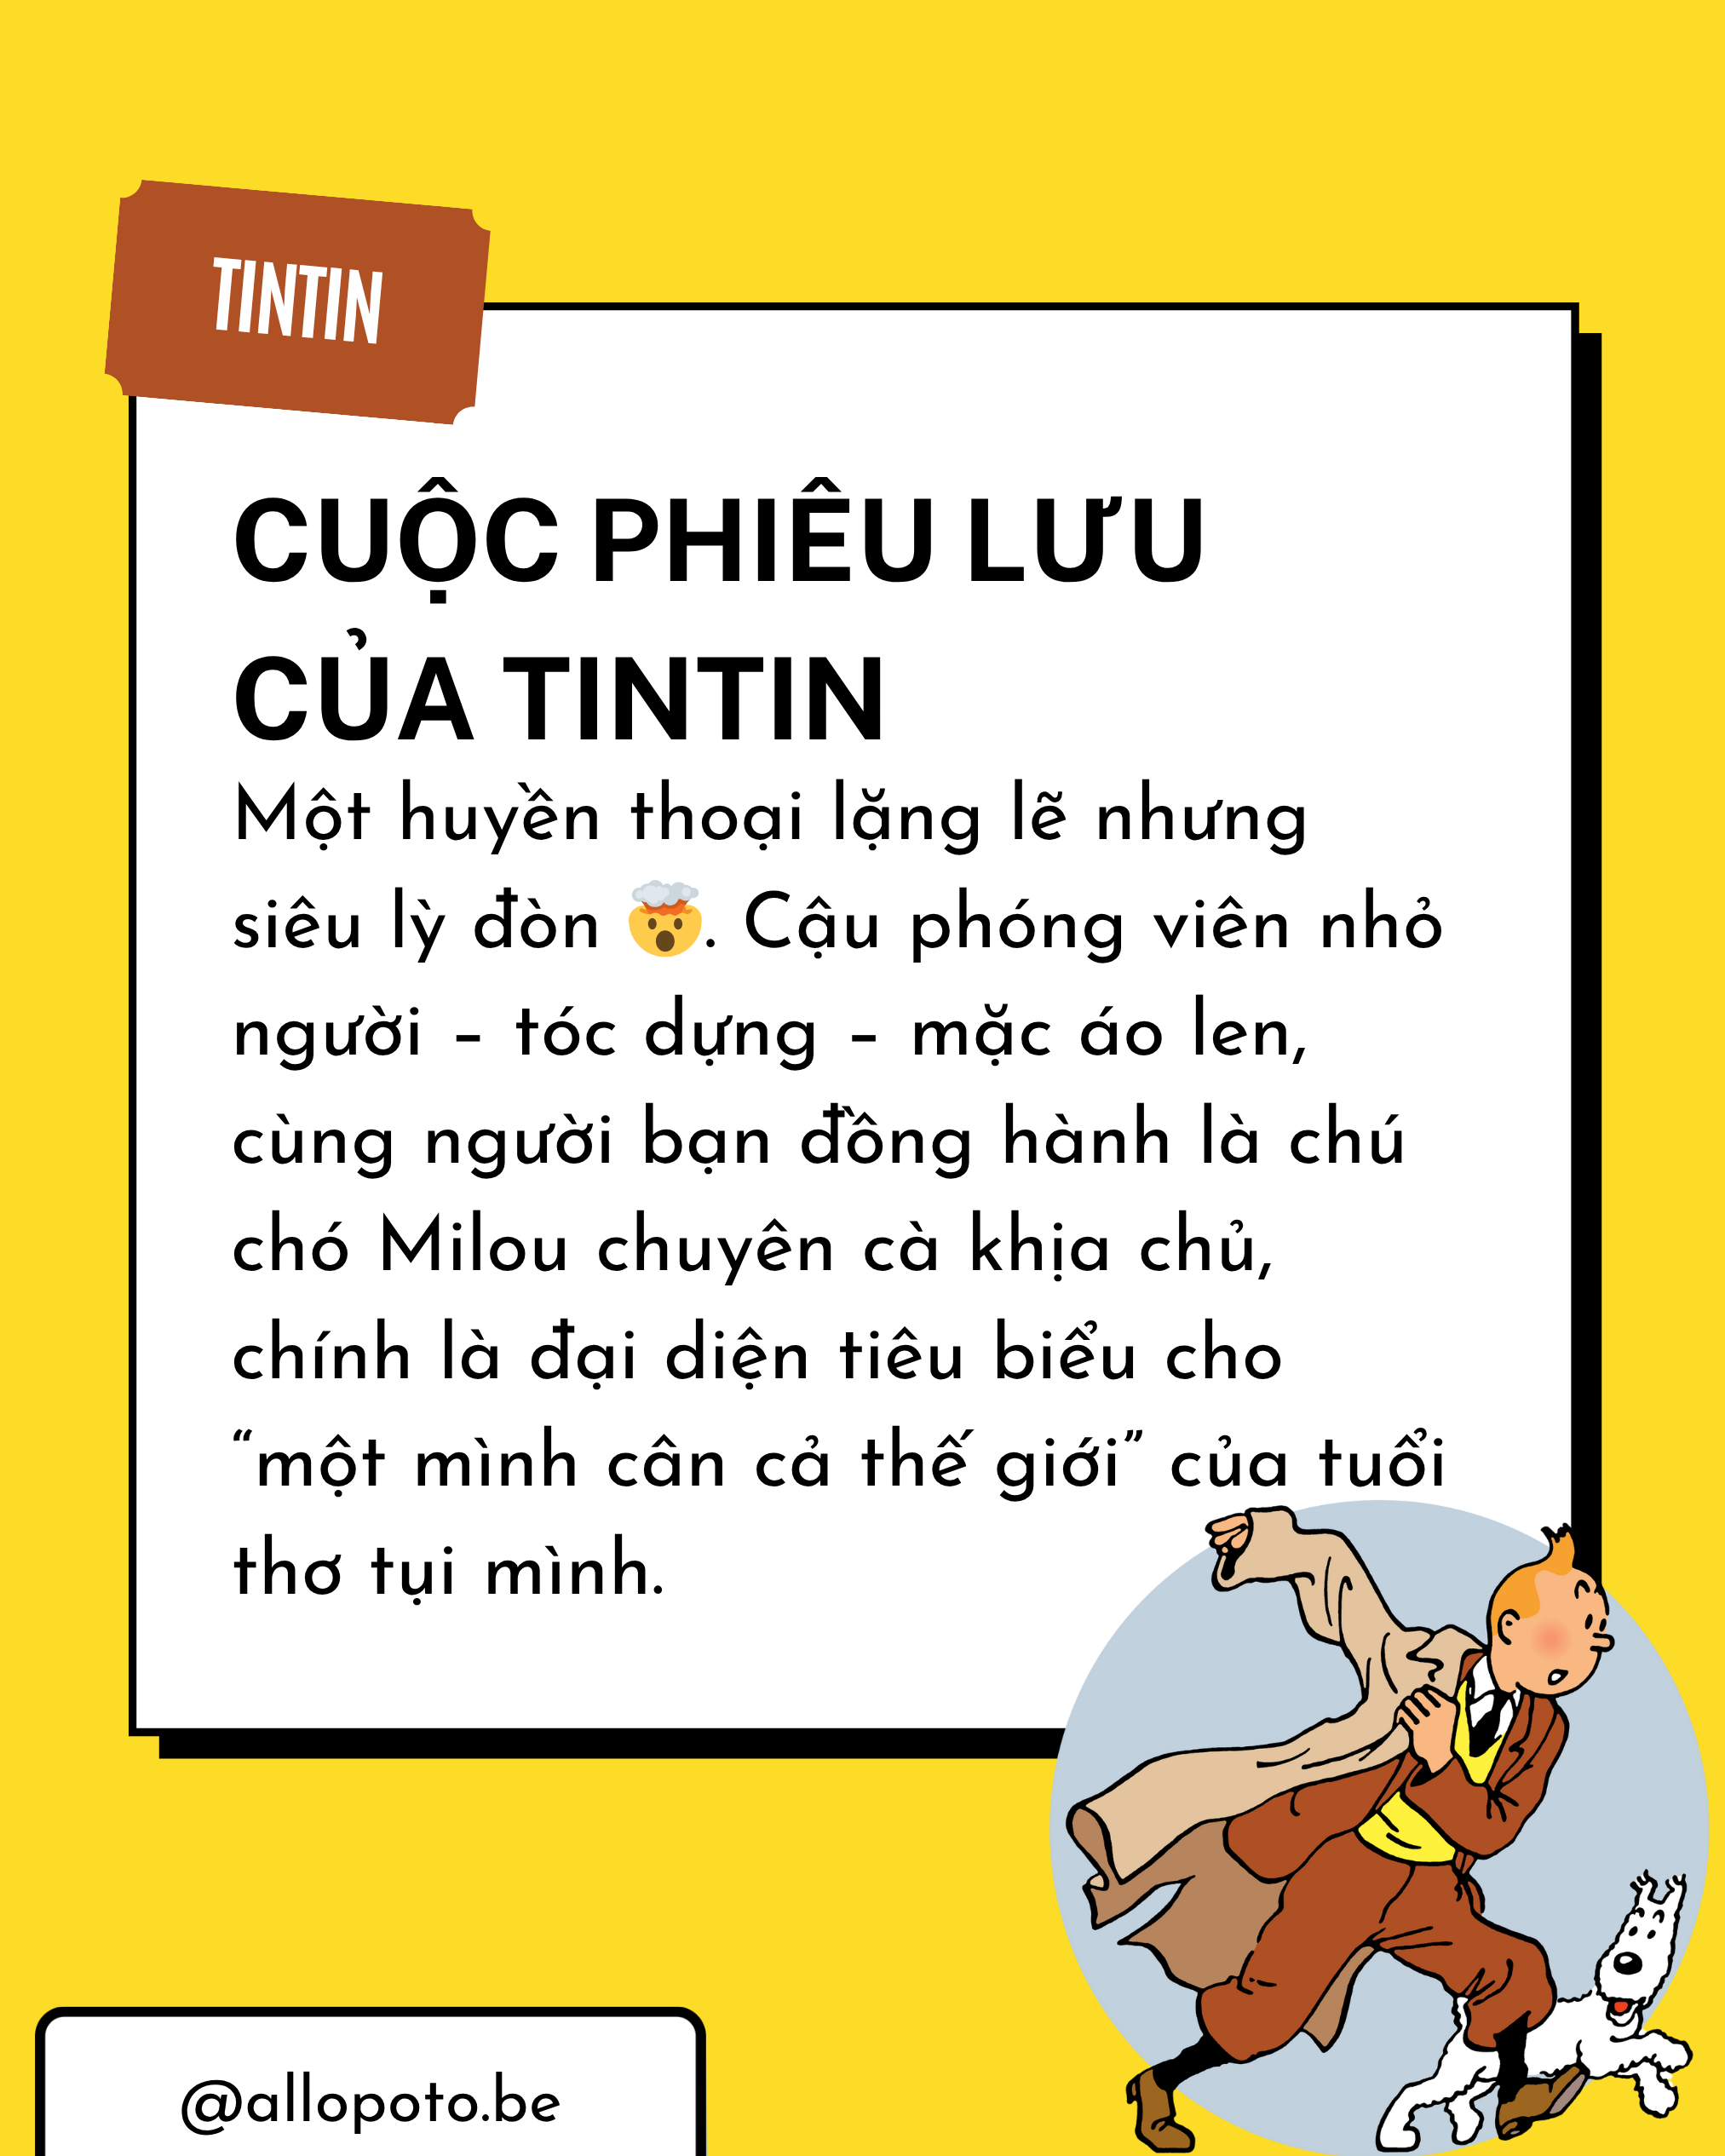 TINTIN
CUỘC PHIÊU LƯU
CỦA TINTIN
Một huyền thoại lặng lẽ nhưng
siêu lỳ đòn 🤯. Cậu phóng viên nhỏ
người – tóc dựng – mặc áo len,
cùng người bạn đồng hành là chú
chó Milou chuyên cà khịa chủ,
chính là đại diện tiêu biểu cho
“một mình cân cả thế giới” của tuổi
thơ tụi mình.
@allopoto.be